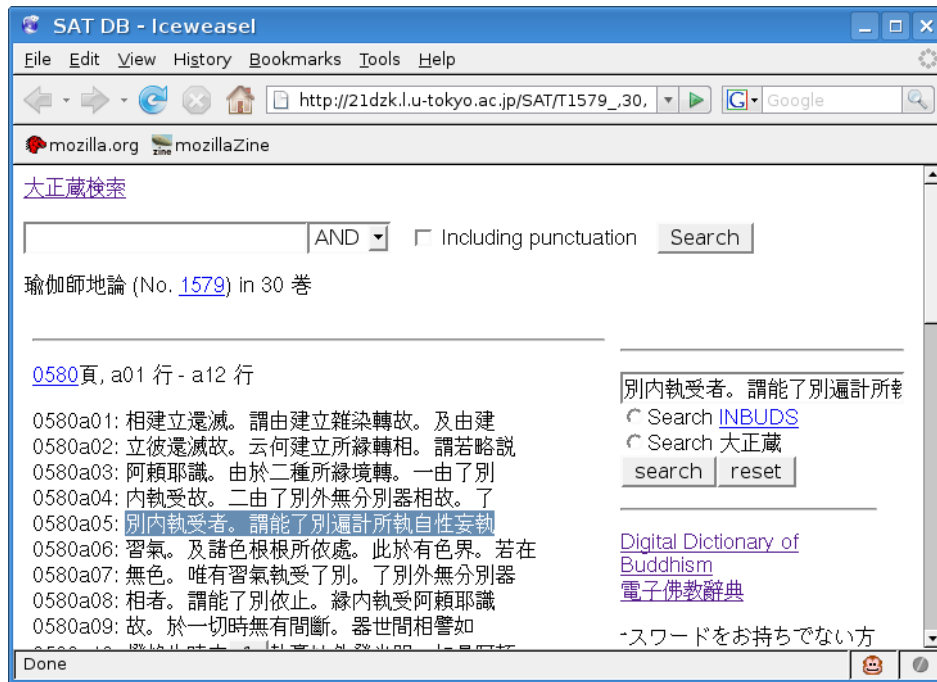 SAT DB - Iceweasel
File Edit View History Bookmarks Tools Help
http://21dzk.l.u-tokyo.ac.jp/SAT/T1579_,30,
G
Google
mozilla.org mozillaZine
大正蔵検索
AND Including punctuation Search
瑜伽師地論 (No. 1579) in 30 巻
0580頁, a01 行 - a12 行
0580a01: 相建立還滅。謂由建立雜染轉故。及由建
0580a02: 立彼還滅故。云何建立所縁轉相。謂若略説
0580a03: 阿頼耶識。由於二種所縁境轉。一由了別
0580a04: 内執受故。二由了別外無分別器相故。了
0580a05: 別内執受者。謂能了別遍計所執自性妄執
0580a06: 習氣。及諸色根根所依處。此於有色界。若在
0580a07: 無色。唯有習氣執受了別。了別外無分別器
0580a08: 相者。謂能了別依止。縁内執受阿頼耶識
0580a09: 故。於一切時無有間斷。器世間相譬如
別内執受者。謂能了別遍計所執
Search INBUDS
Search 大正蔵
search reset
Digital Dictionary of
Buddhism
電子佛教辭典
スワードをお持ちでない方
Done